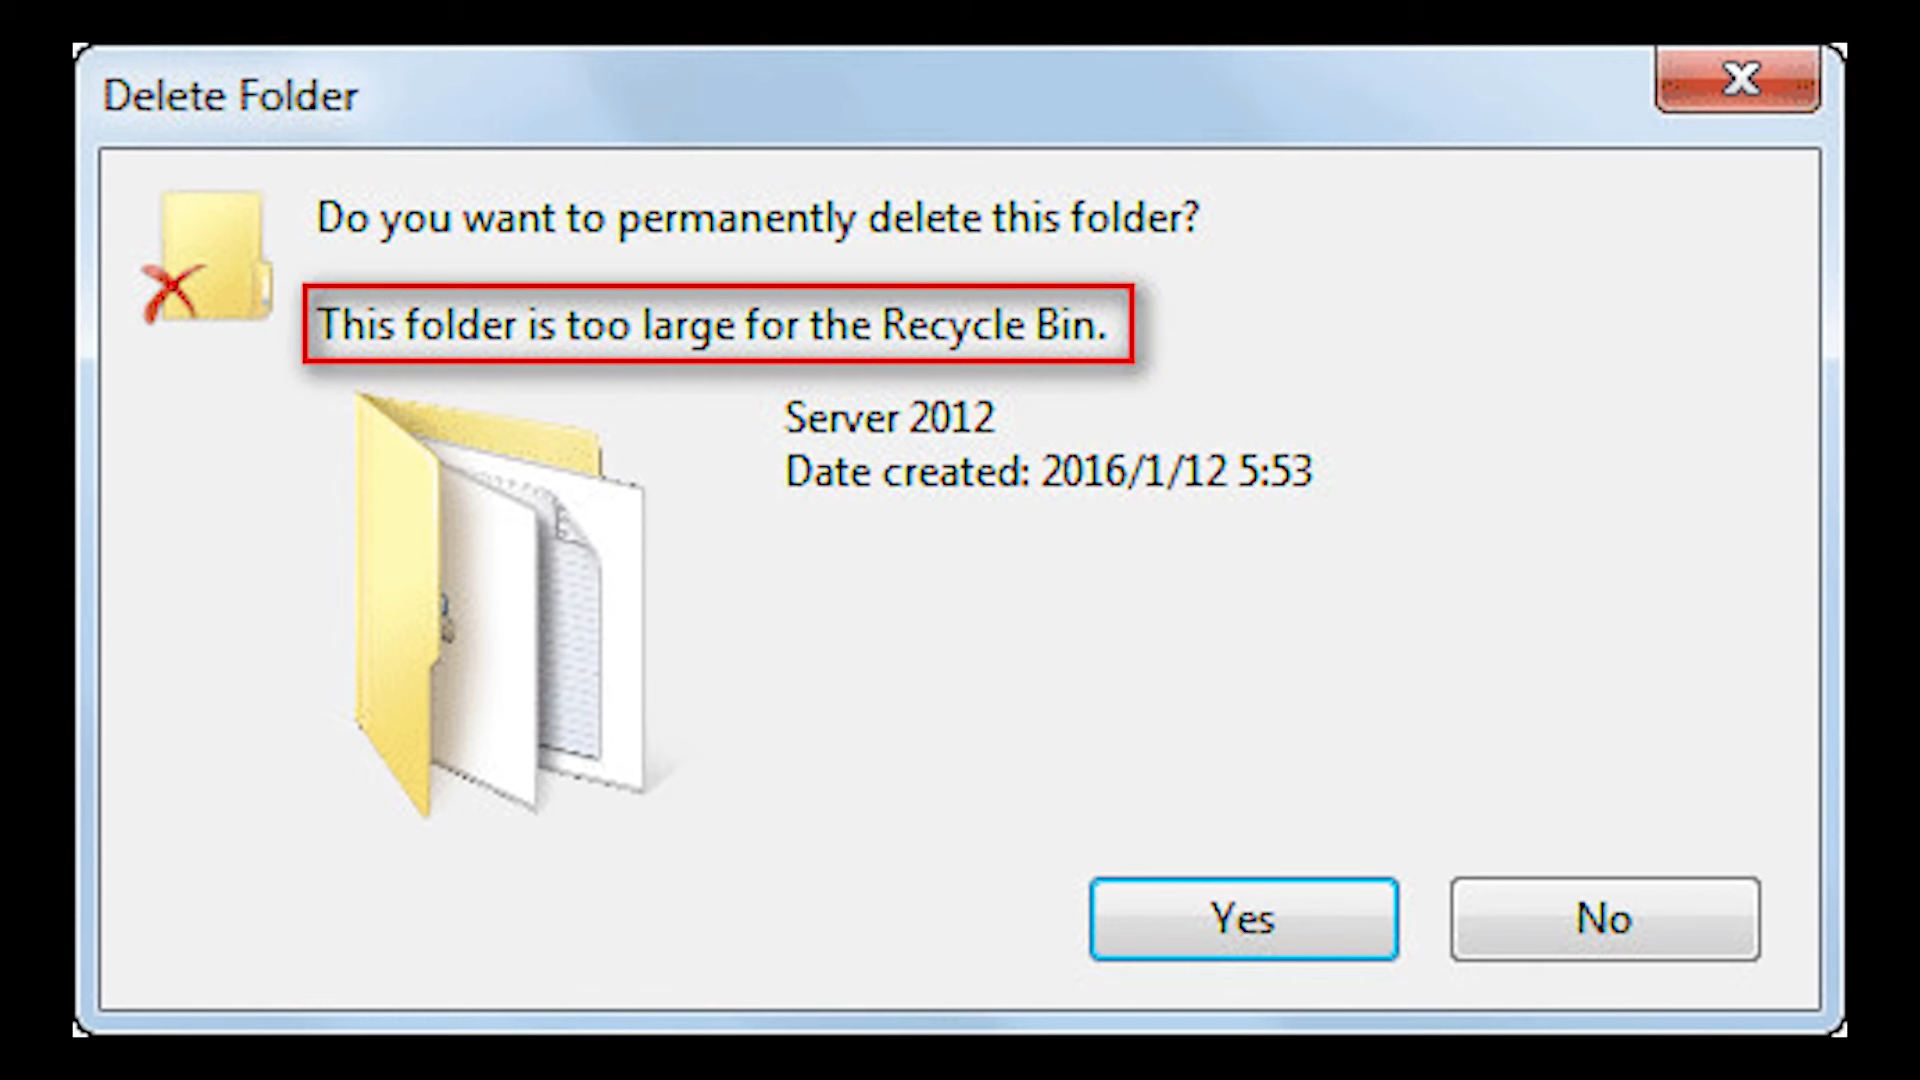 Delete Folder
Do you want to permanently delete this folder?
This folder is too large for the Recycle Bin.
Server 2012
Date created: 2016/1/12 5:53
Yes
No